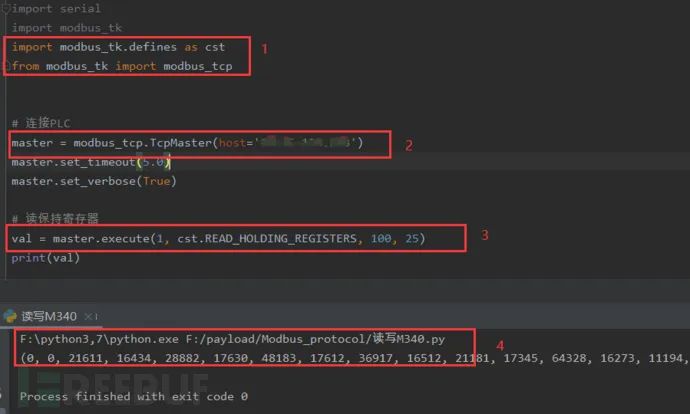 import serial
import modbus_tk
import modbus_tk.defines as cst
from modbus_tk import modbus_tcp
1
# 连接PLC
master = modbus_tcp.TcpMaster(host=' ')
2
master.set_timeout(5.0)
master.set_verbose(True)
# 读保持寄存器
val = master.execute(1, cst.READ_HOLDING_REGISTERS, 100, 25)
3
print(val)
读写M340 ×
F:\python3,7\python.exe F:/payload/Modbus_protocol/读写M340.py
4
(0, 0, 21611, 16434, 28882, 17630, 48183, 17612, 36917, 16512, 21181, 17345, 64328, 16273, 11194,
REEBUF
Process finished with exit code 0